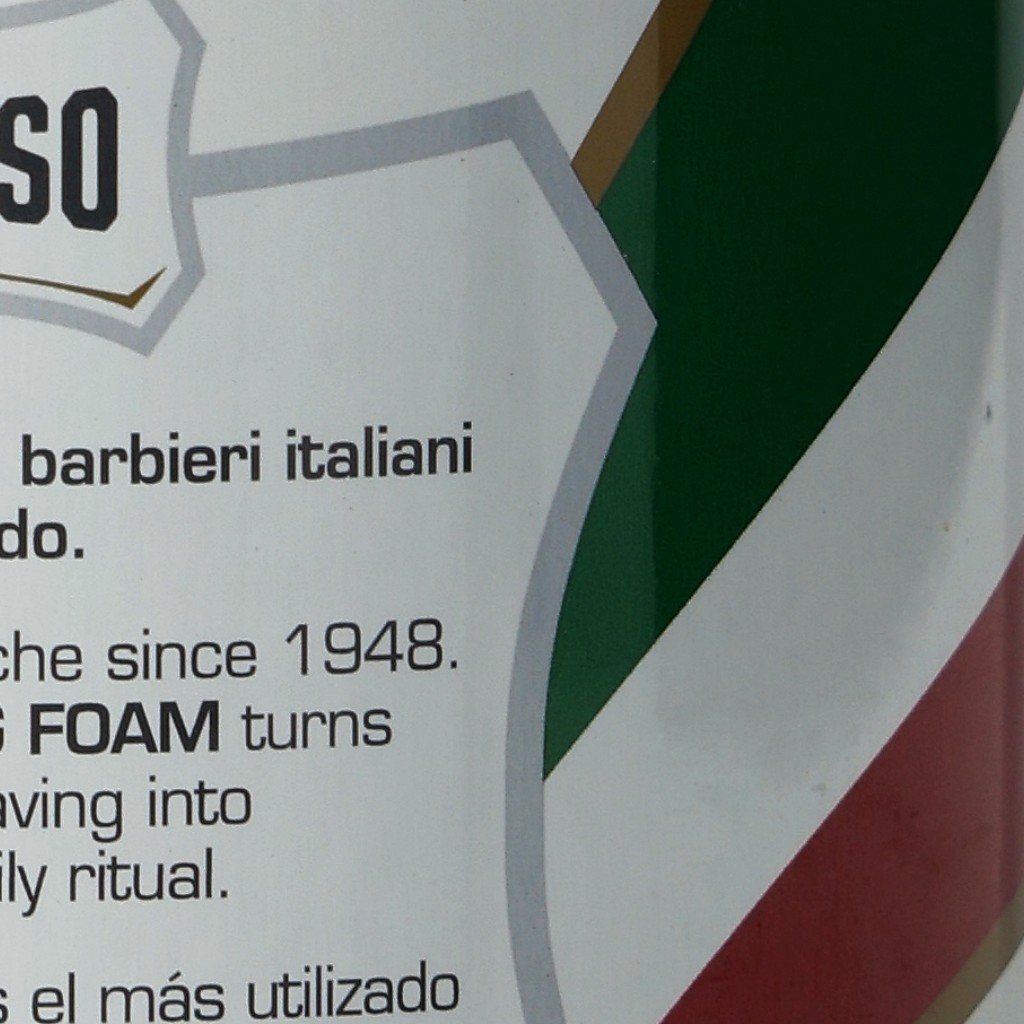 SO
barbieri italiani
do.
che since 1948.
G FOAM turns
aving into
ily ritual.
s el más utilizado